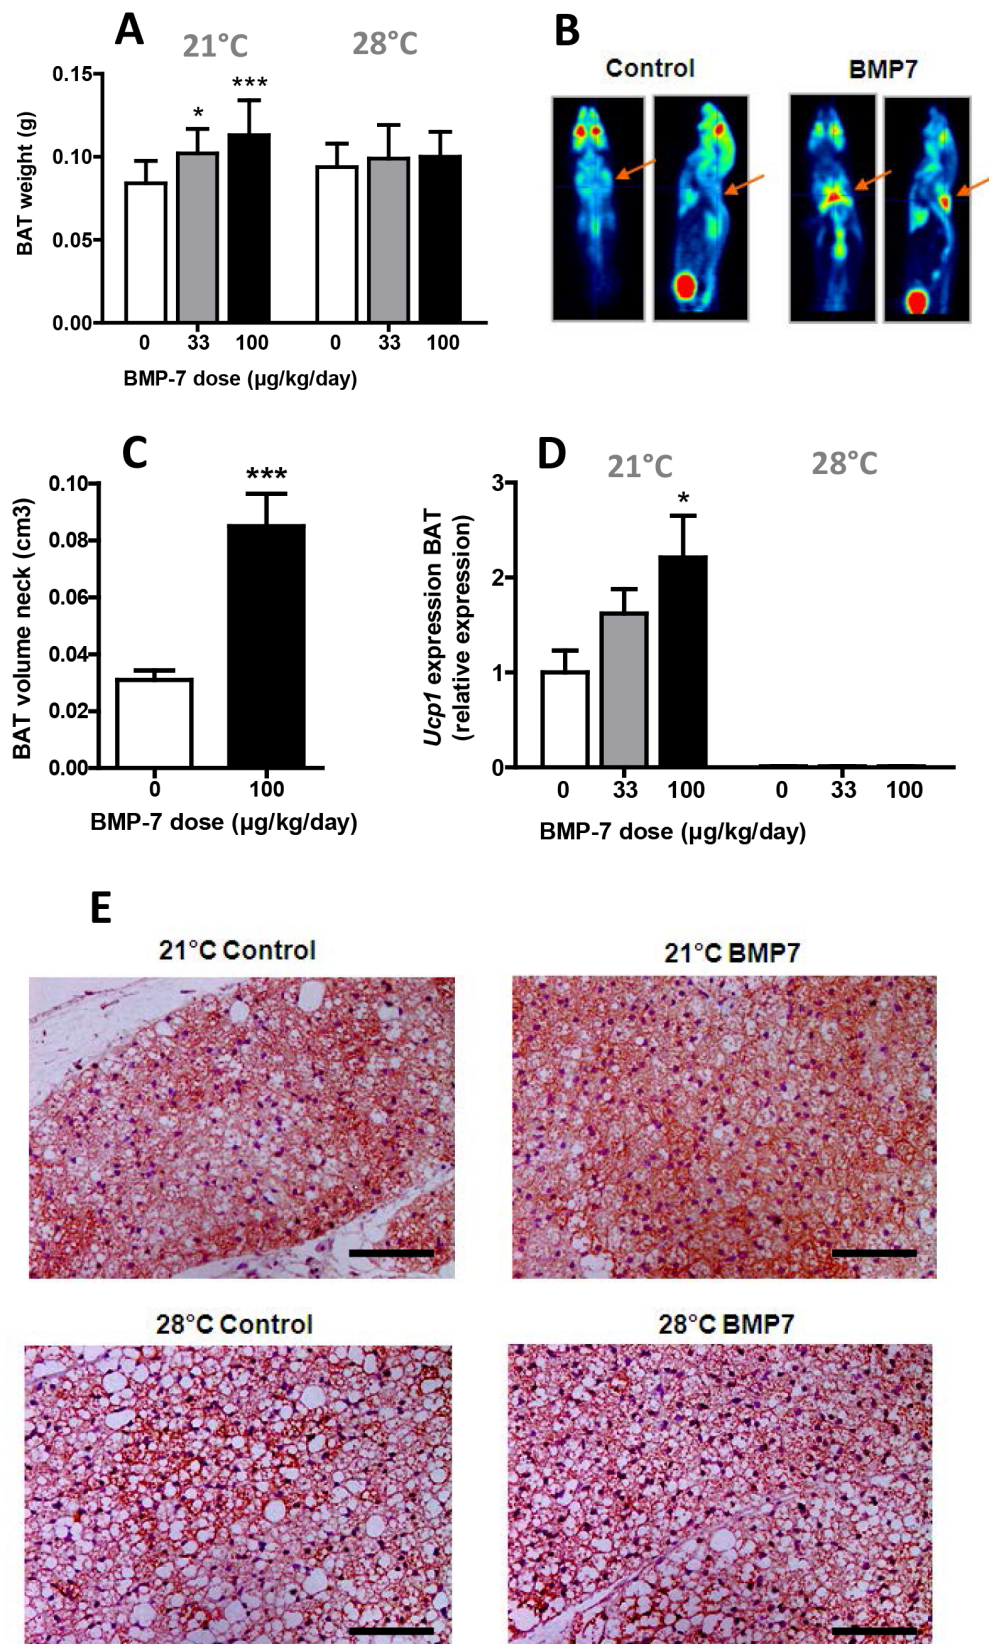 A
21°C 28°C
BAT weight (g)
0.15
0.10
0.05
0.00
* ***
0 33 100 0 33 100
BMP-7 dose (µg/kg/day)
B
Control BMP7
C
BAT volume neck (cm3)
0.10
0.08
0.06
0.04
0.02
0.00
***
0 100
BMP-7 dose (µg/kg/day)
D
21°C 28°C
Ucp1 expression BAT
(relative expression)
3
2
1
0
*
0 33 100 0 33 100
BMP-7 dose (µg/kg/day)
E
21°C Control 21°C BMP7
28°C Control 28°C BMP7